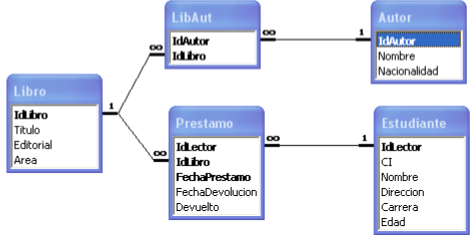 LibAut
IdAutor
IdLibro
Autor
IdAutor
Nombre
Nacionalidad
Libro
IdLibro
Titulo
Editorial
Area
Prestamo
IdLector
IdLibro
FechaPrestamo
FechaDevolucion
Devuelto
Estudiante
IdLector
CI
Nombre
Direccion
Carrera
Edad
∞
1
∞
1
∞
∞
1